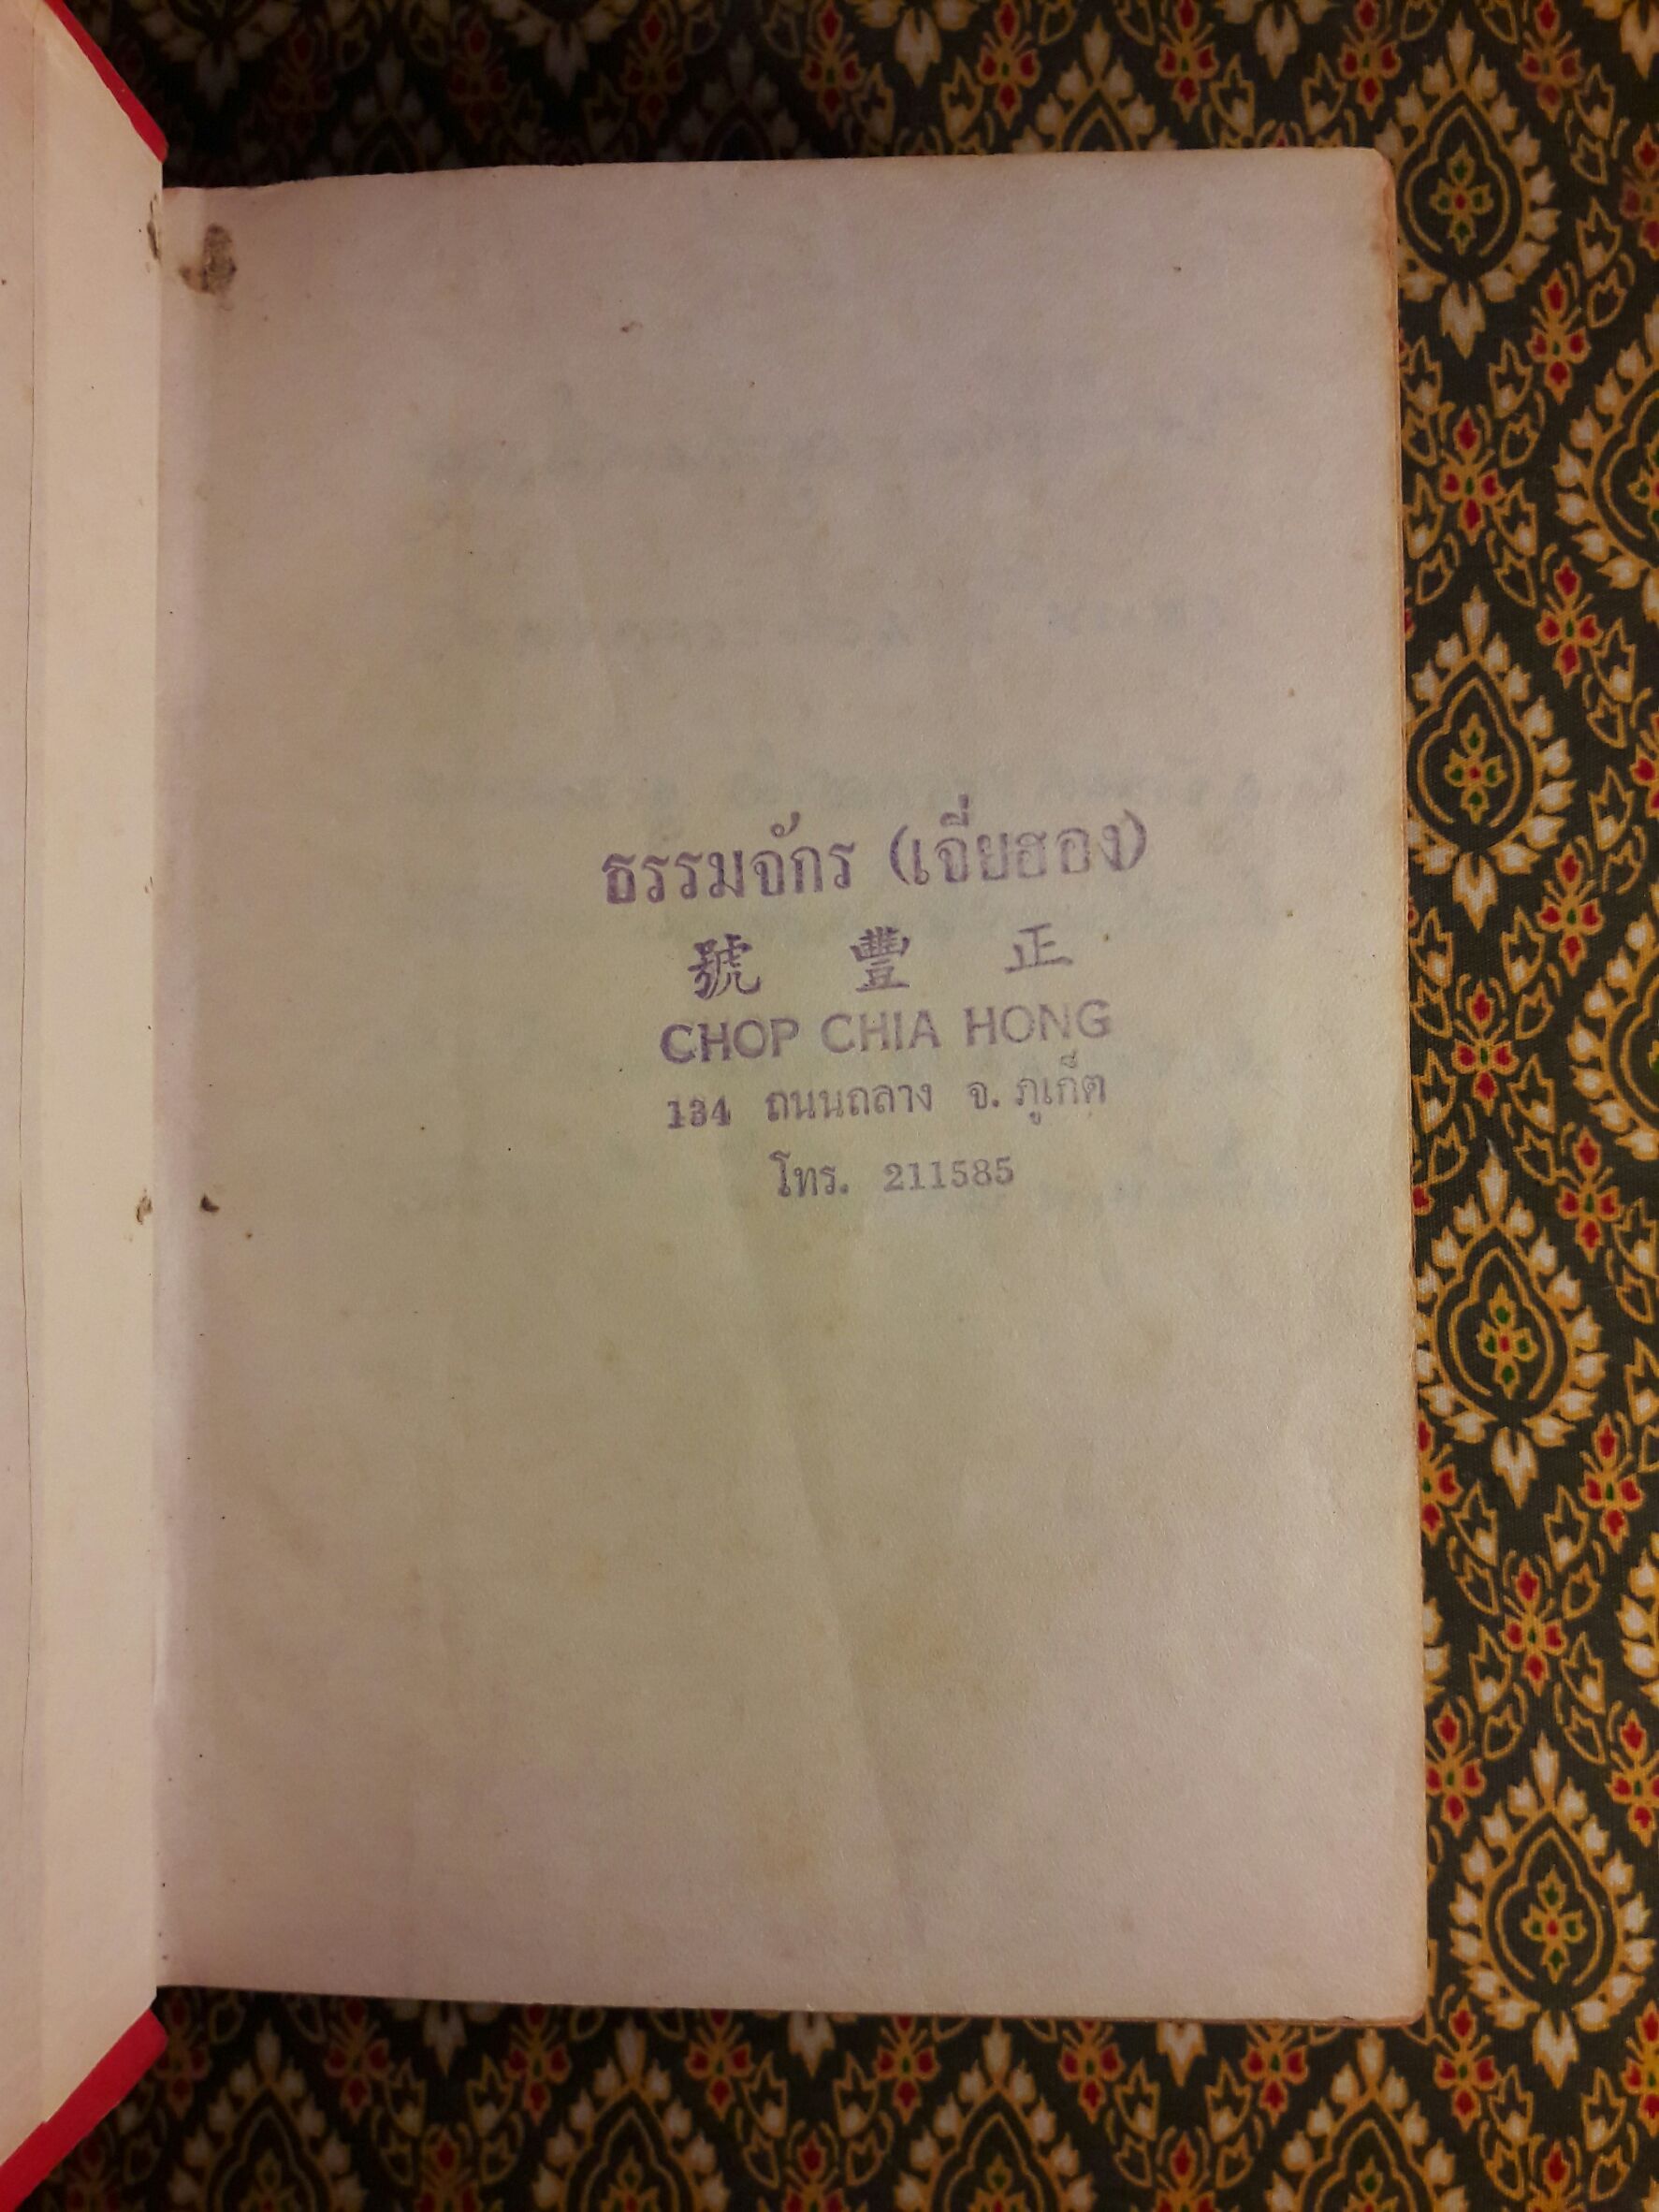 ธรรมจักร (เจี่ยฮอง)
號 豐 正
CHOP CHIA HONG
134 ถนนถลาง จ. ภูเก็ต
โทร. 211585